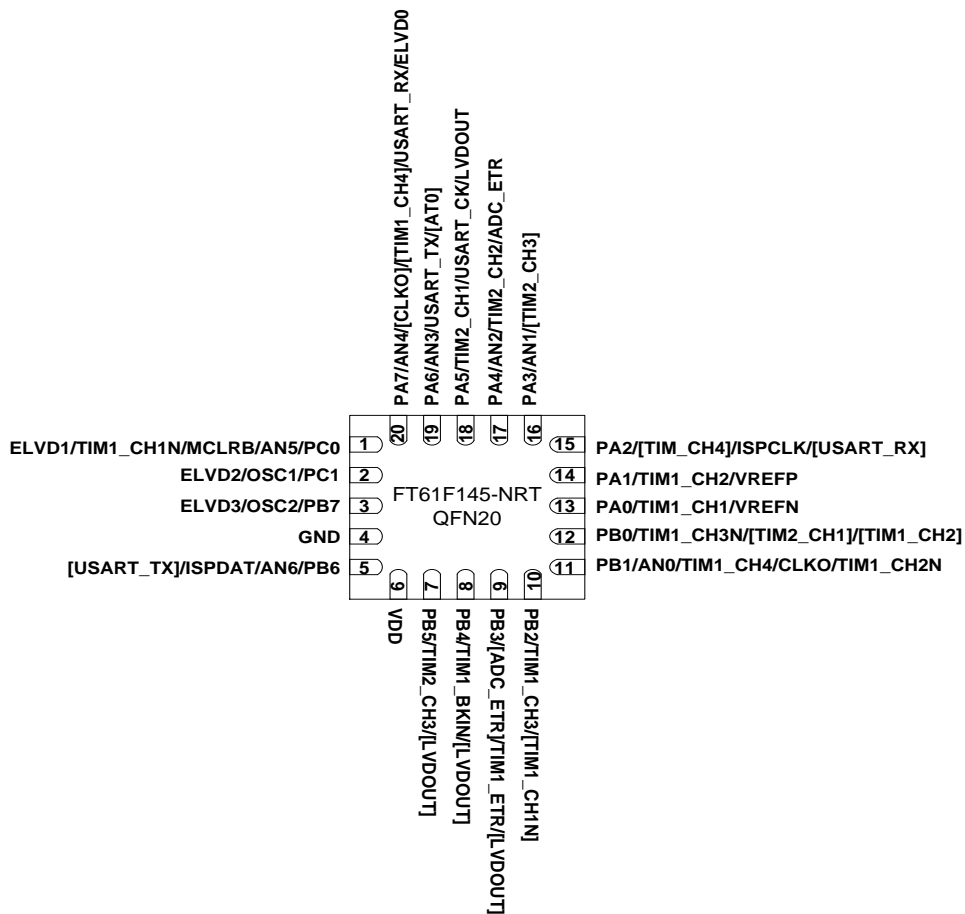 PA7/AN4/[CLKO]/[TIM1_CH4]/USART_RX/ELVD0
PA6/AN3/USART_TX/[AT0]
PA5/TIM2_CH1/USART_CK/LVDOUT
PA4/AN2/TIM2_CH2/ADC_ETR
PA3/AN1/[TIM2_CH3]
20
19
18
17
16
ELVD1/TIM1_CH1N/MCLRB/AN5/PC0
1
ELVD2/OSC1/PC1
2
ELVD3/OSC2/PB7
3
GND
4
[USART_TX]/ISPDAT/AN6/PB6
5
FT61F145-NRT
QFN20
15
PA2/[TIM_CH4]/ISPCLK/[USART_RX]
14
PA1/TIM1_CH2/VREFP
13
PA0/TIM1_CH1/VREFN
12
PB0/TIM1_CH3N/[TIM2_CH1]/[TIM1_CH2]
11
PB1/AN0/TIM1_CH4/CLKO/TIM1_CH2N
6
7
8
9
10
VDD
PB5/TIM2_CH3/[LVDOUT]
PB4/TIM1_BKIN/[LVDOUT]
PB3/[ADC_ETR]/TIM1_ETR/[LVDOUT]
PB2/TIM1_CH3/[TIM1_CH1N]